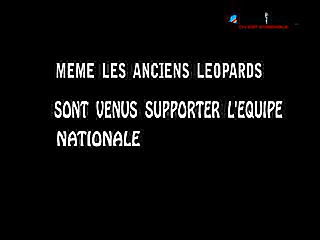 MEME LES ANCIENS LEOPARDS
SONT VENUS SUPPORTER L'EQUIPE
NATIONALE